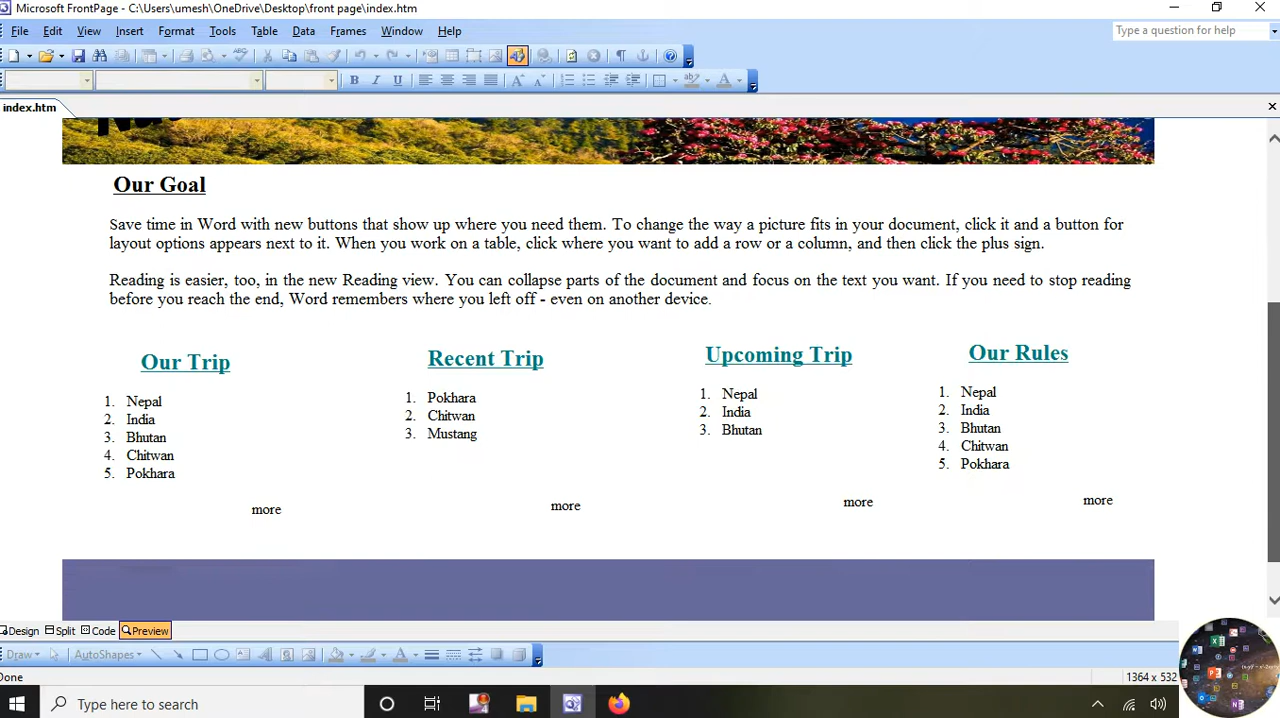 Microsoft FrontPage - C:\Users\umesh\OneDrive\Desktop\front page\index.htm
File Edit View Insert Format Tools Table Data Frames Window Help
Type a question for help
index.htm
Our Goal
Save time in Word with new buttons that show up where you need them. To change the way a picture fits in your document, click it and a button for
layout options appears next to it. When you work on a table, click where you want to add a row or a column, and then click the plus sign.
Reading is easier, too, in the new Reading view. You can collapse parts of the document and focus on the text you want. If you need to stop reading
before you reach the end, Word remembers where you left off - even on another device.
Our Trip
1. Nepal
2. India
3. Bhutan
4. Chitwan
5. Pokhara
more
Recent Trip
1. Pokhara
2. Chitwan
3. Mustang
more
Upcoming Trip
1. Nepal
2. India
3. Bhutan
more
Our Rules
1. Nepal
2. India
3. Bhutan
4. Chitwan
5. Pokhara
more
Design Split Code Preview
Draw AutoShapes
Done
1364 x 532
Type here to search